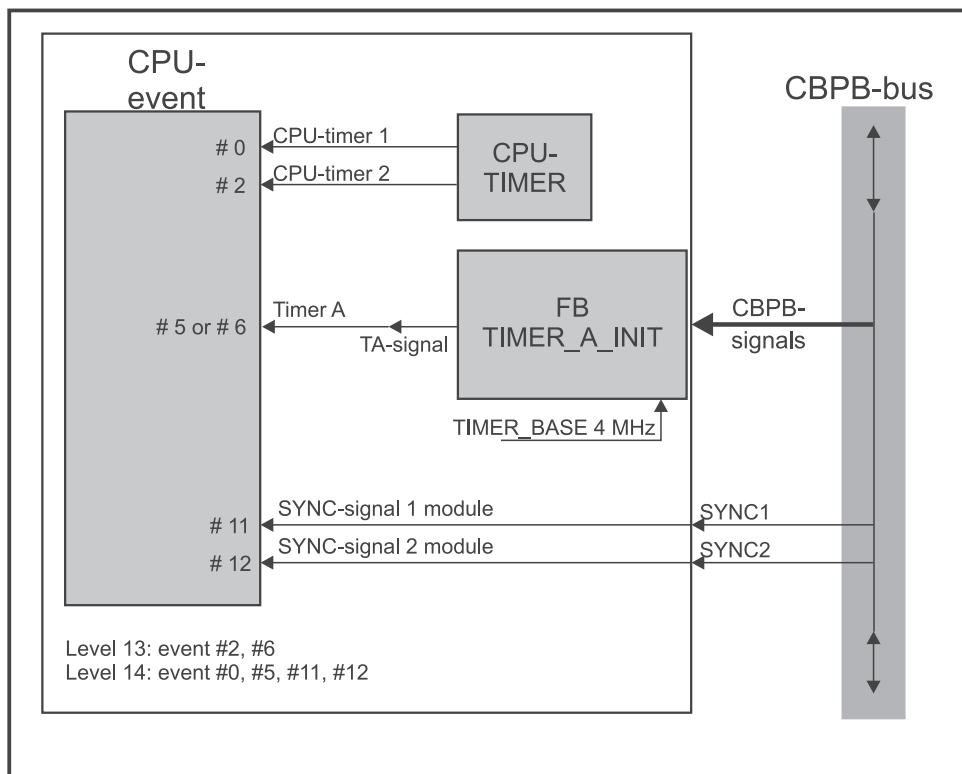 CPU-
event
CBPB-bus
# 0
CPU-timer 1
CPU-
TIMER
# 2
CPU-timer 2
# 5 or # 6
Timer A
TA-signal
FB
TIMER_A_INIT
CBPB-
signals
TIMER_BASE 4 MHz
# 11
SYNC-signal 1 module
SYNC1
# 12
SYNC-signal 2 module
SYNC2
Level 13: event #2, #6
Level 14: event #0, #5, #11, #12